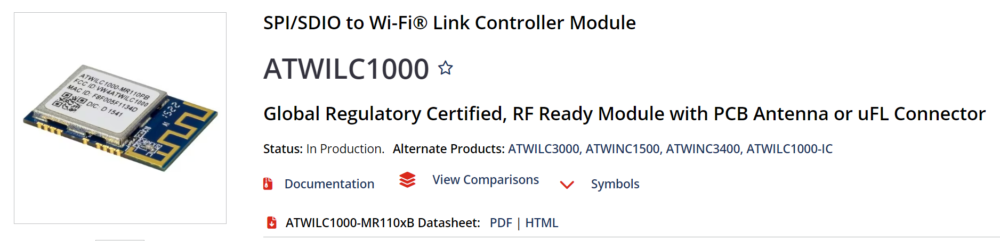 SPI/SDIO to Wi-Fi® Link Controller Module
ATWILC1000
Global Regulatory Certified, RF Ready Module with PCB Antenna or uFL Connector
Status: In Production. Alternate Products: ATWILC3000, ATWINC1500, ATWINC3400, ATWILC1000-IC
Documentation View Comparisons Symbols
ATWILC1000-MR110xB Datasheet: PDF | HTML
ATWILC1000-MR110PB
FCC ID:VW4ATWILC1000
MAC ID: F8F005F1134D
D/C: D 1541
1522